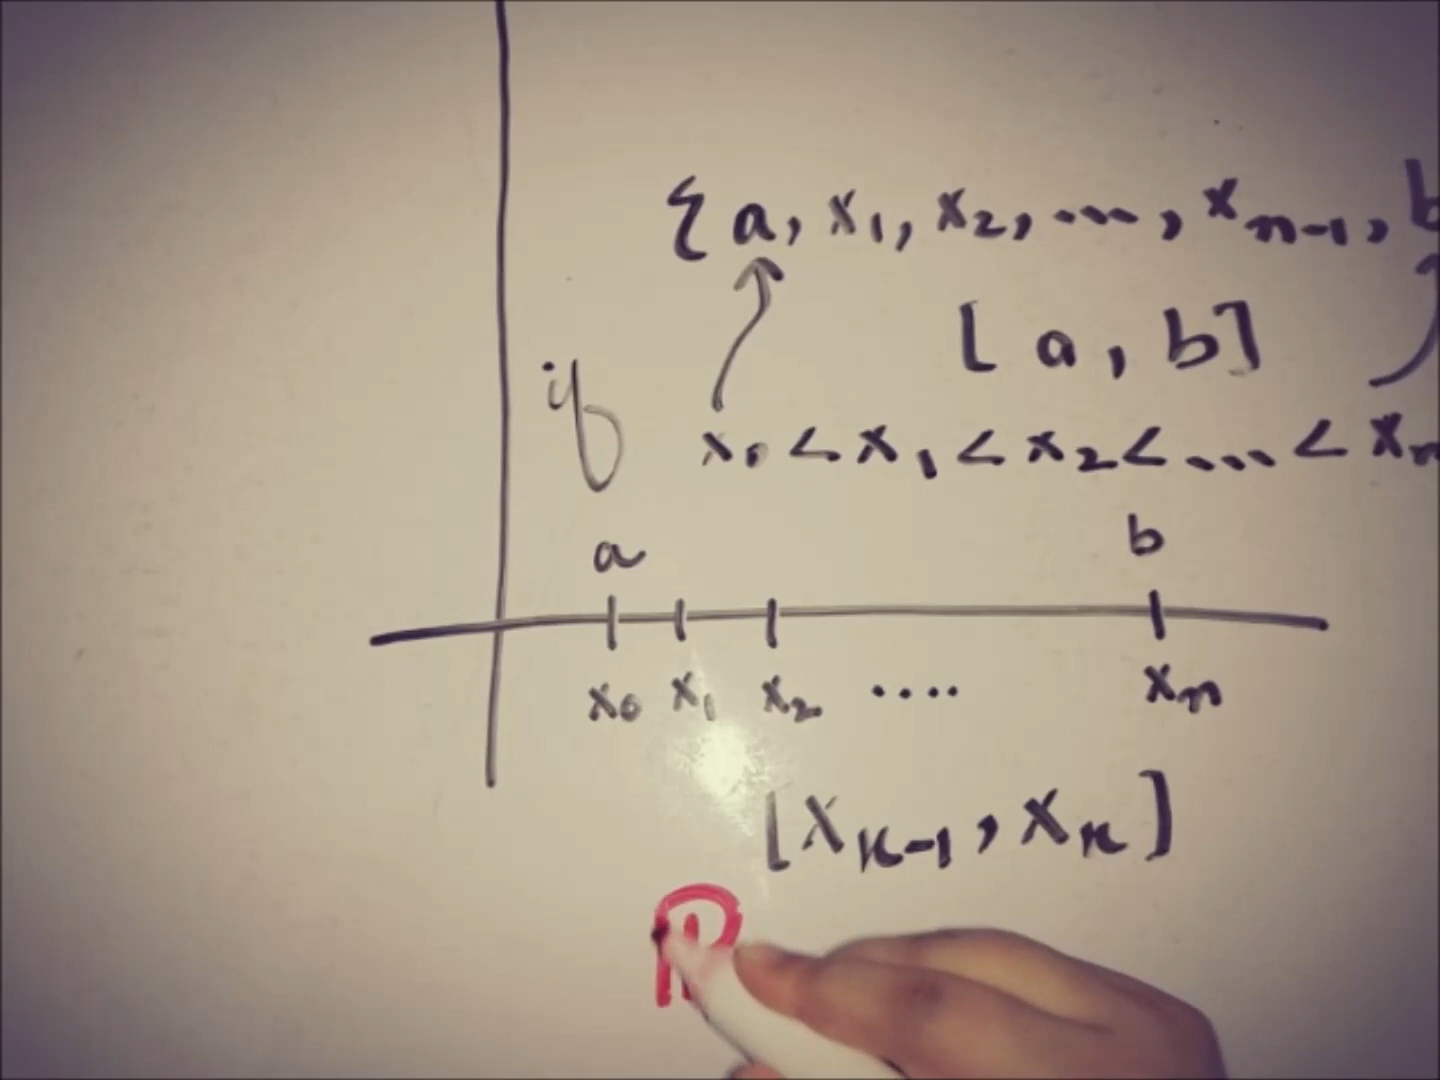 {a, x₁, x₂, ...., xₙ₋₁, b
[a, b]
if x₀ < x₁ < x₂ < .... < xₙ
a b
x₀ x₁ x₂ .... xₙ
[xₖ₋₁, xₖ]
P